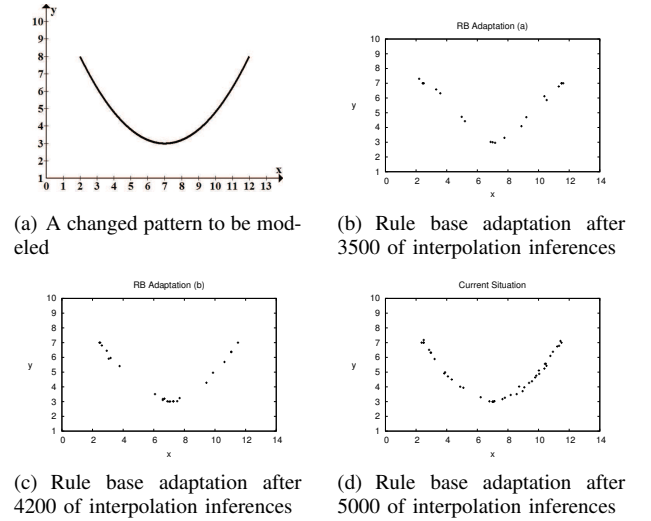 y
10
9
8
7
6
5
4
3
2
1
x
0 1 2 3 4 5 6 7 8 9 10 11 12 13
(a) A changed pattern to be mod-
eled
RB Adaptation (a)
10
9
8
7
6
5
4
3
2
1
y
0 2 4 6 8 10 12 14
x
(b) Rule base adaptation after
3500 of interpolation inferences
RB Adaptation (b)
10
9
8
7
6
5
4
3
2
1
y
0 2 4 6 8 10 12 14
x
(c) Rule base adaptation after
4200 of interpolation inferences
Current Situation
10
9
8
7
6
5
4
3
2
1
y
0 2 4 6 8 10 12 14
x
(d) Rule base adaptation after
5000 of interpolation inferences